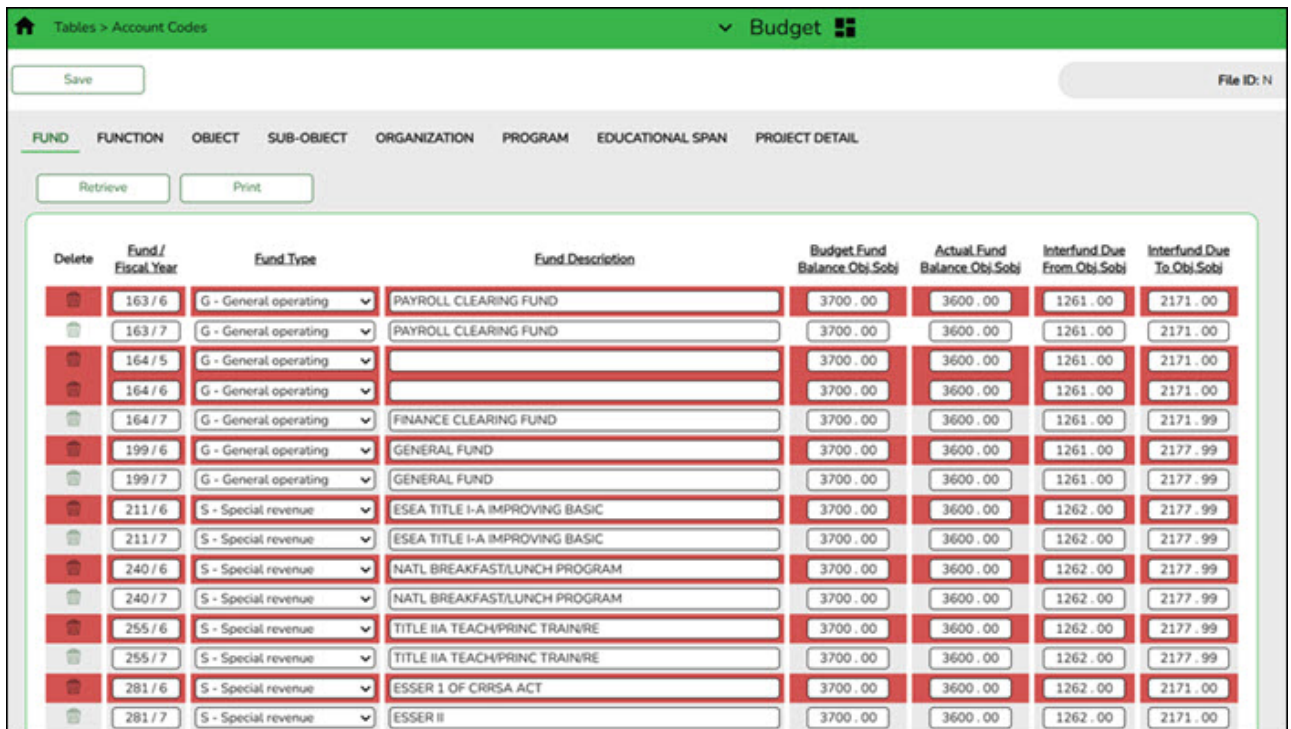 Tables > Account Codes
Budget
Save
File ID: N
FUND FUNCTION OBJECT SUB-OBJECT ORGANIZATION PROGRAM EDUCATIONAL SPAN PROJECT DETAIL
Retrieve Print
Delete Fund / Fiscal Year Fund Type Fund Description Budget Fund Balance Obj.Sobj Actual Fund Balance Obj.Sobj Interfund Due From Obj.Sobj Interfund Due To Obj.Sobj
163 / 6 G - General operating PAYROLL CLEARING FUND 3700 . 00 3600 . 00 1261 . 00 2171 . 00
163 / 7 G - General operating PAYROLL CLEARING FUND 3700 . 00 3600 . 00 1261 . 00 2171 . 00
164 / 5 G - General operating 3700 . 00 3600 . 00 1261 . 00 2171 . 00
164 / 6 G - General operating 3700 . 00 3600 . 00 1261 . 00 2171 . 00
164 / 7 G - General operating FINANCE CLEARING FUND 3700 . 00 3600 . 00 1261 . 00 2171 . 99
199 / 6 G - General operating GENERAL FUND 3700 . 00 3600 . 00 1261 . 00 2177 . 99
199 / 7 G - General operating GENERAL FUND 3700 . 00 3600 . 00 1261 . 00 2177 . 99
211 / 6 S - Special revenue ESEA TITLE I-A IMPROVING BASIC 3700 . 00 3600 . 00 1262 . 00 2177 . 99
211 / 7 S - Special revenue ESEA TITLE I-A IMPROVING BASIC 3700 . 00 3600 . 00 1262 . 00 2177 . 99
240 / 6 S - Special revenue NATL BREAKFAST/LUNCH PROGRAM 3700 . 00 3600 . 00 1262 . 00 2177 . 99
240 / 7 S - Special revenue NATL BREAKFAST/LUNCH PROGRAM 3700 . 00 3600 . 00 1262 . 00 2177 . 99
255 / 6 S - Special revenue TITLE IIA TEACH/PRINC TRAIN/RE 3700 . 00 3600 . 00 1262 . 00 2177 . 99
255 / 7 S - Special revenue TITLE IIA TEACH/PRINC TRAIN/RE 3700 . 00 3600 . 00 1262 . 00 2177 . 99
281 / 6 S - Special revenue ESSER 1 OF CRRSA ACT 3700 . 00 3600 . 00 1262 . 00 2171 . 00
281 / 7 S - Special revenue ESSER II 3700 . 00 3600 . 00 1262 . 00 2171 . 00